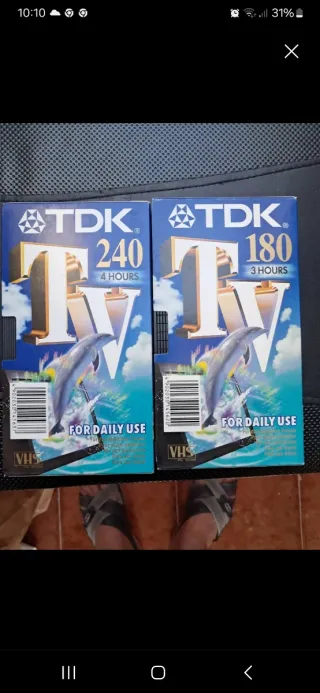 10:10
31%
TDK
240
4 HOURS
TV
FOR DAILY USE
VHS
TDK
180
3 HOURS
TV
FOR DAILY USE
VHS